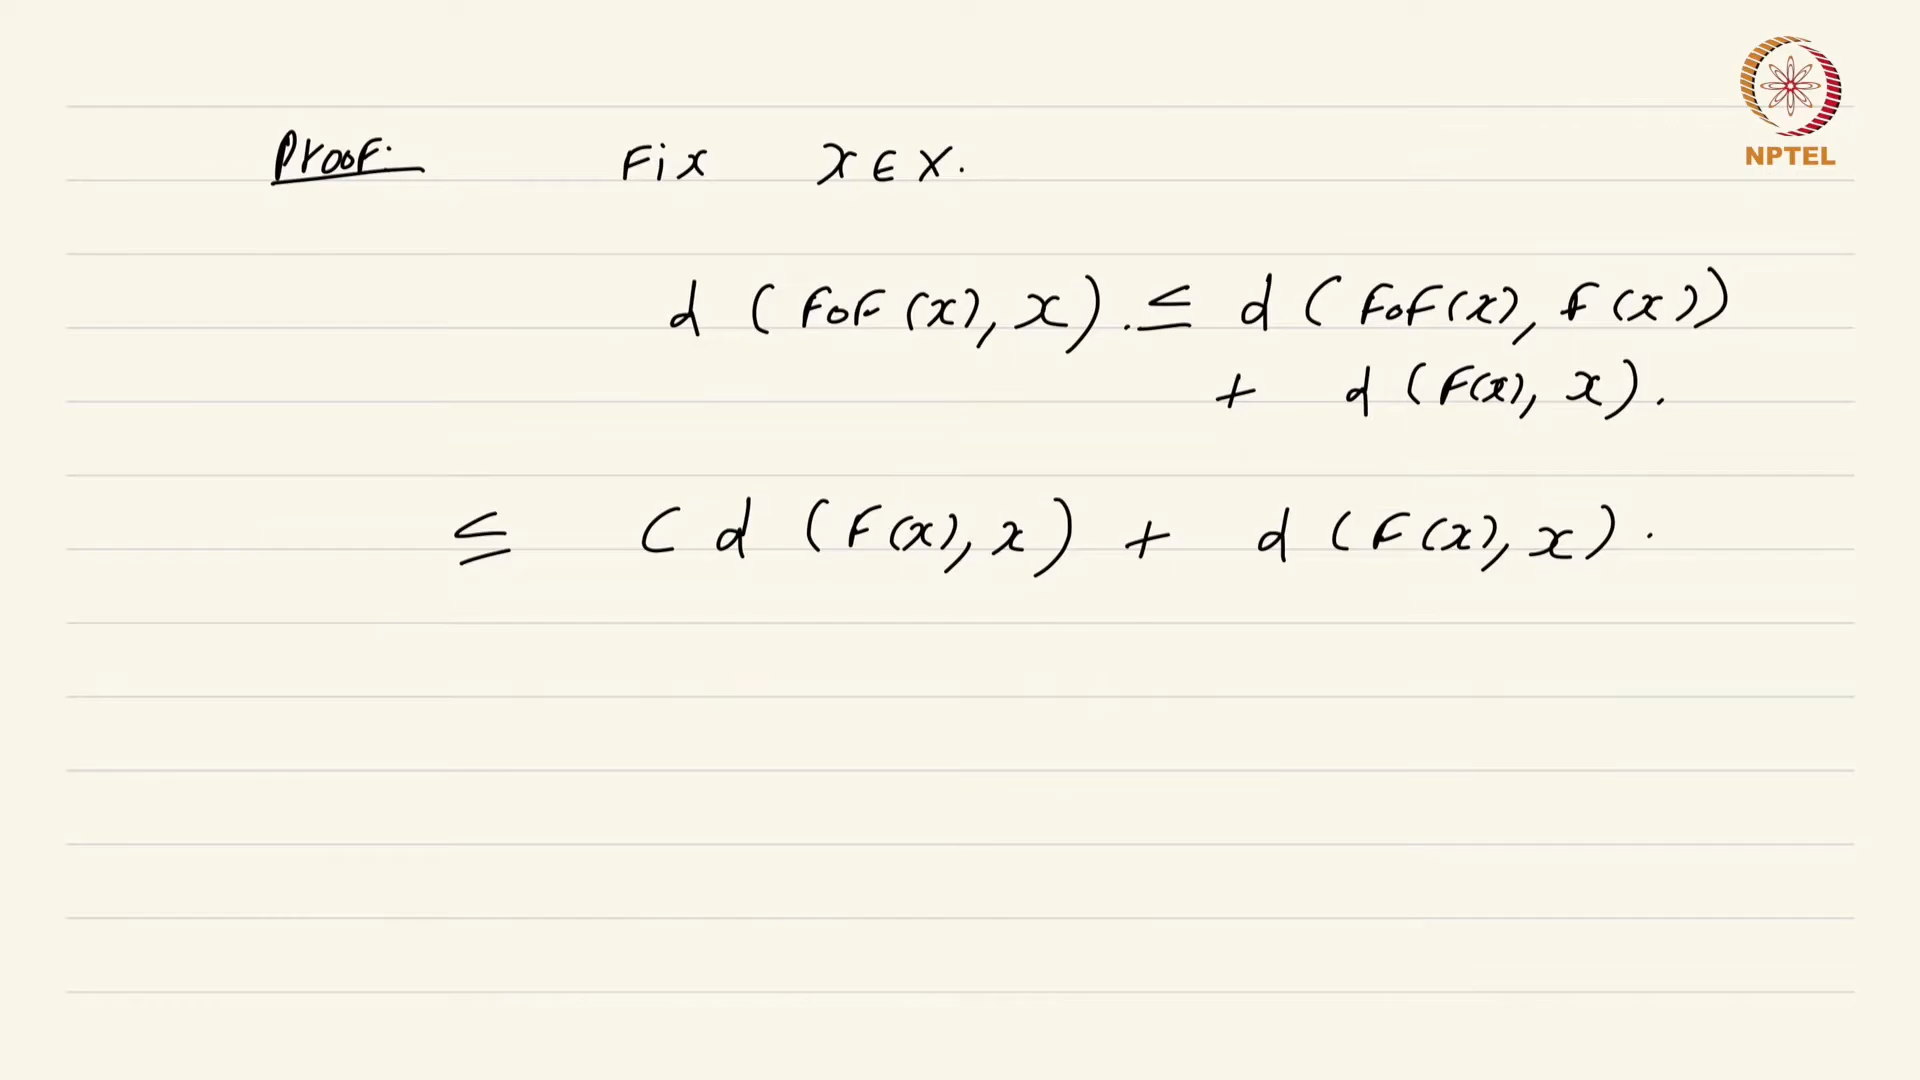 Proof. Fix x ∈ X.
NPTEL
d (F∘F(x), x) . ≤ d (F∘F(x), F(x))
+ d (F(x), x).
≤ C d (F(x), x) + d (F(x), x).